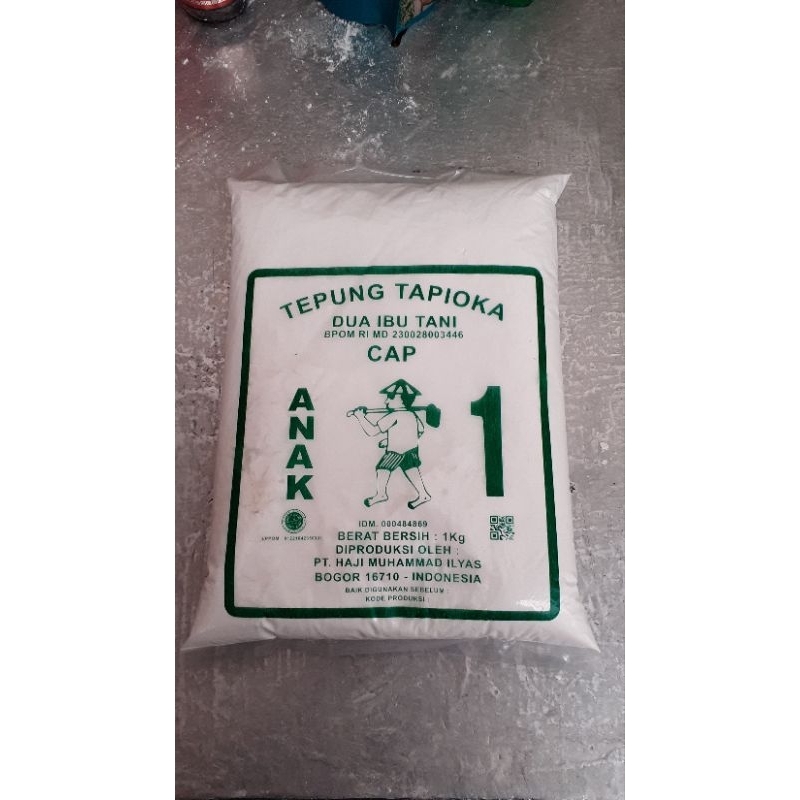 TEPUNG TAPIOKA
DUA IBU TANI
BPOM RI MD 230028003446
CAP
ANAK
1
IDM. 000484869
BERAT BERSIH : 1Kg
DIPRODUKSI OLEH :
PT. HAJI MUHAMMAD ILYAS
BOGOR 16710 - INDONESIA
BAIK DIGUNAKAN SEBELUM :
KODE PRODUKSI :